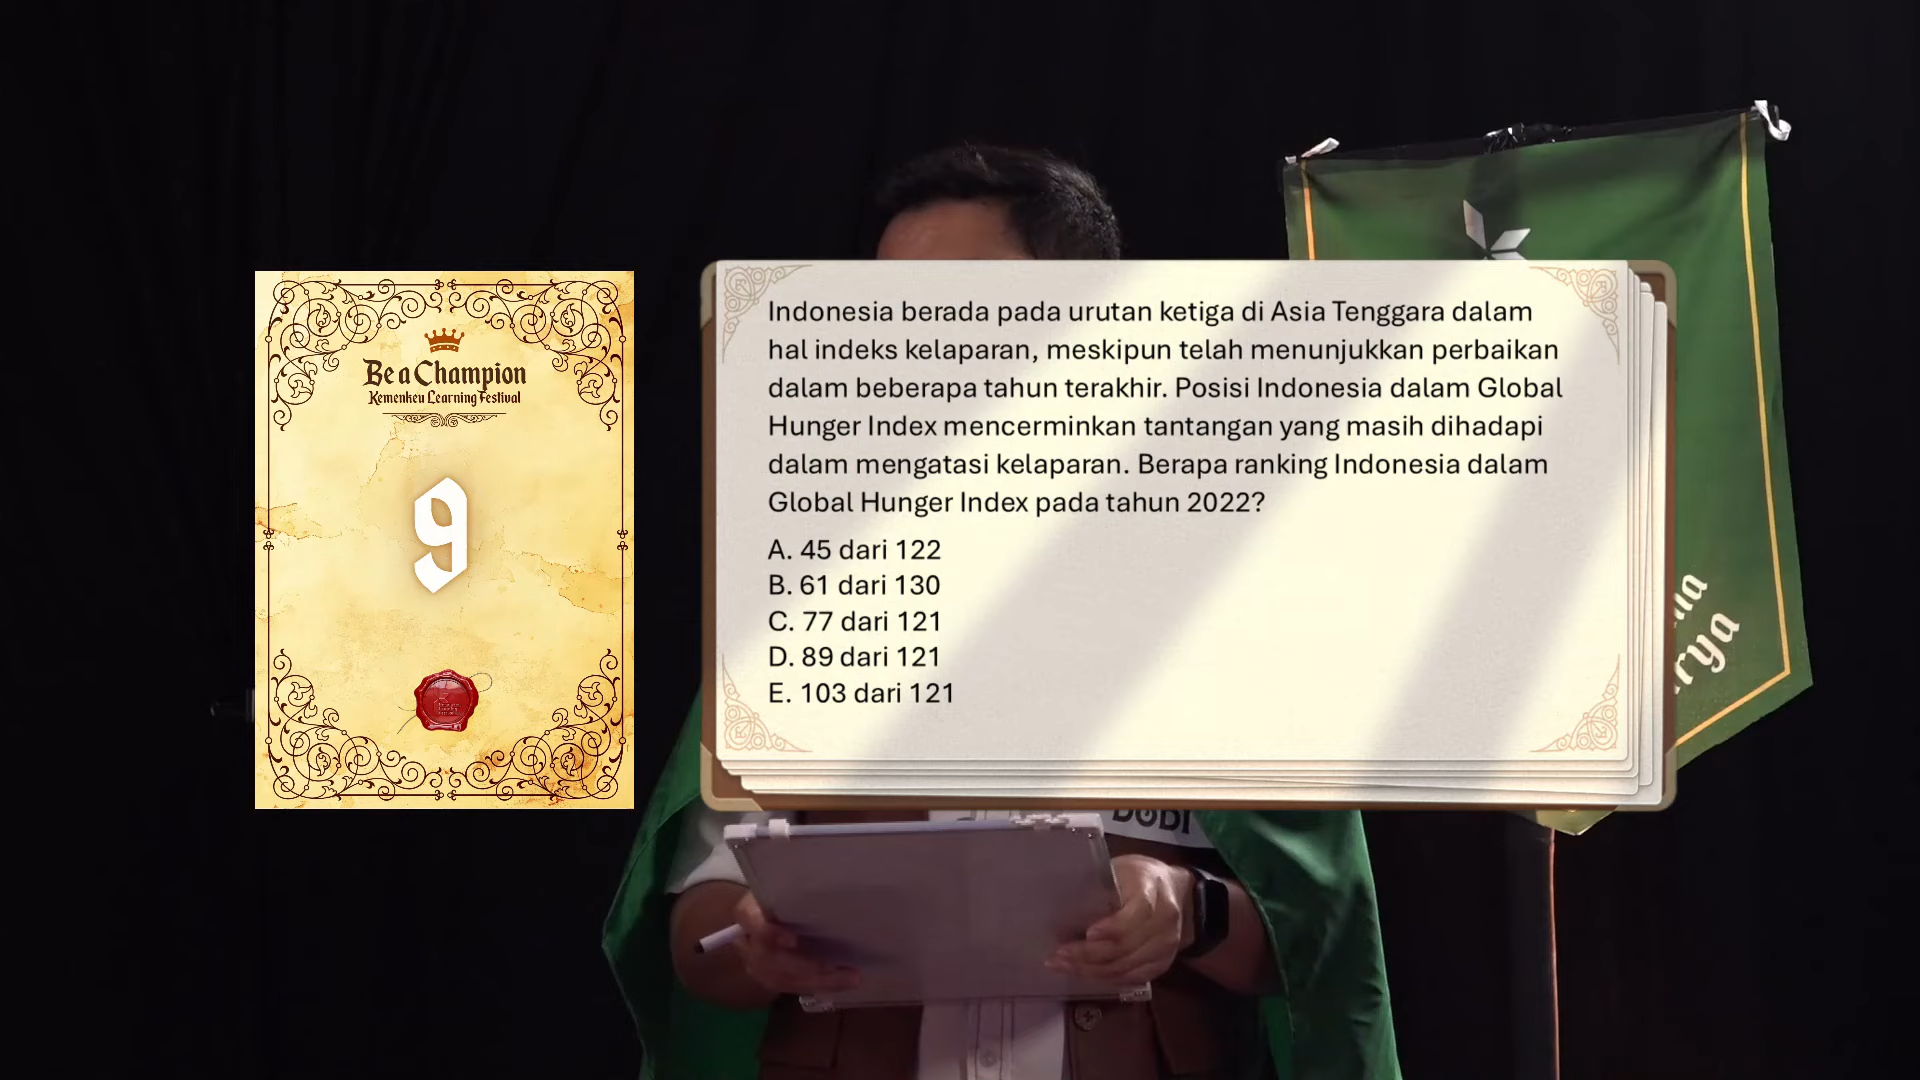 Be a Champion
Kemenkeu Learning Festival
9
Indonesia berada pada urutan ketiga di Asia Tenggara dalam
hal indeks kelaparan, meskipun telah menunjukkan perbaikan
dalam beberapa tahun terakhir. Posisi Indonesia dalam Global
Hunger Index mencerminkan tantangan yang masih dihadapi
dalam mengatasi kelaparan. Berapa ranking Indonesia dalam
Global Hunger Index pada tahun 2022?
A. 45 dari 122
B. 61 dari 130
C. 77 dari 121
D. 89 dari 121
E. 103 dari 121
DODI